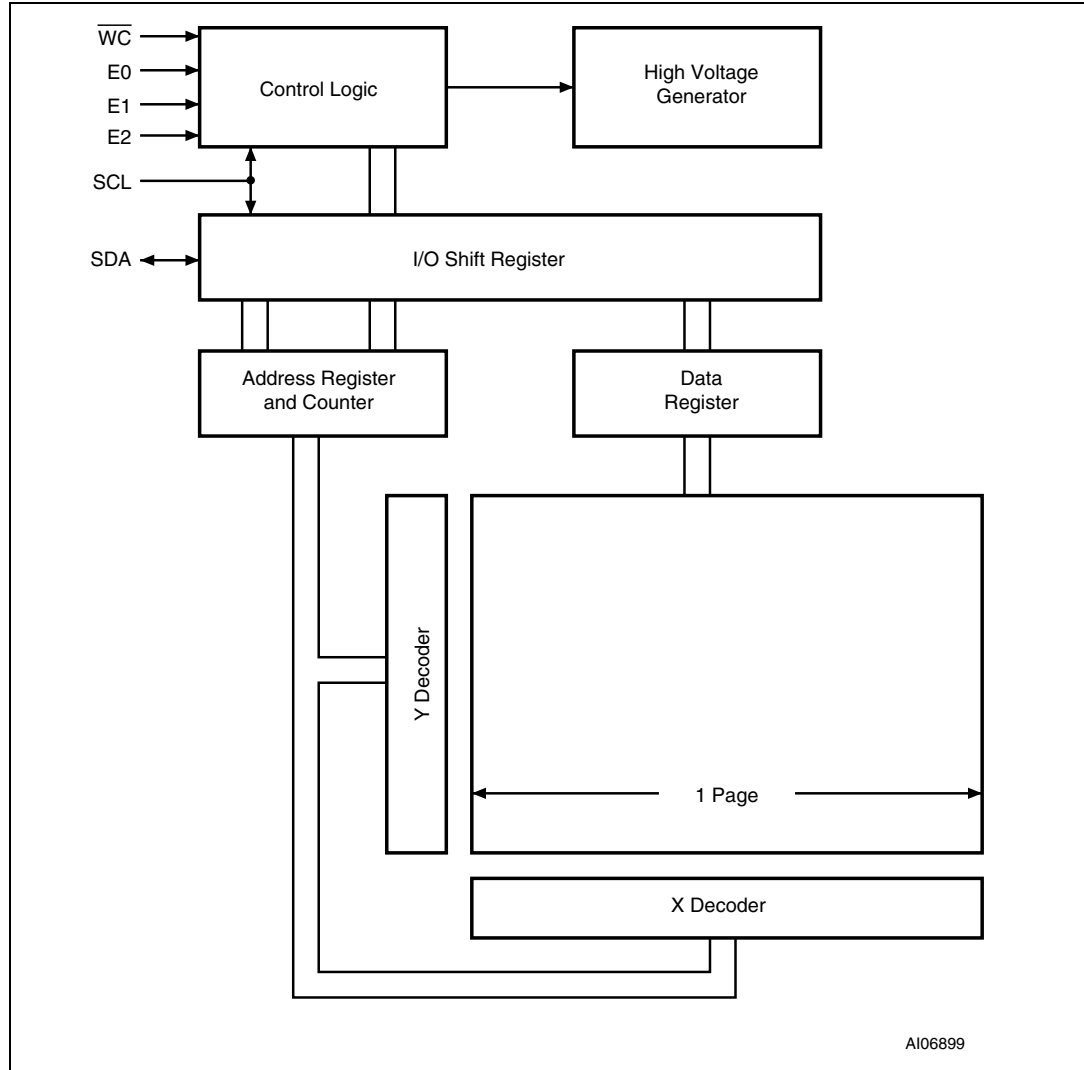 WC
E0
E1
E2
SCL
SDA
Control Logic
High Voltage
Generator
I/O Shift Register
Address Register
and Counter
Data
Register
Y Decoder
1 Page
X Decoder
AI06899